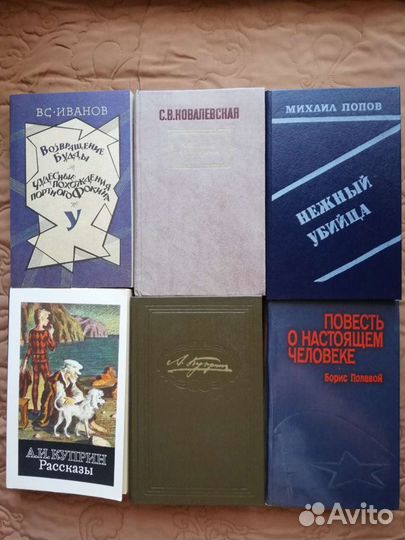 ВС·ИВАНОВ
ВОЗВРАЩЕНИЕ
БУДДЫ
ЧУДЕСНЫЕ
ПОХОЖДЕНИЯ
ПОРТНОГО ФОКИНА
У
С.В.КОВАЛЕВСКАЯ
МИХАИЛ ПОПОВ
НЕЖНЫЙ
УБИЙЦА
А.И.КУПРИН
Рассказы
А. Куприн
ПОВЕСТЬ
О НАСТОЯЩЕМ
ЧЕЛОВЕКЕ
Борис Полевой
Avito